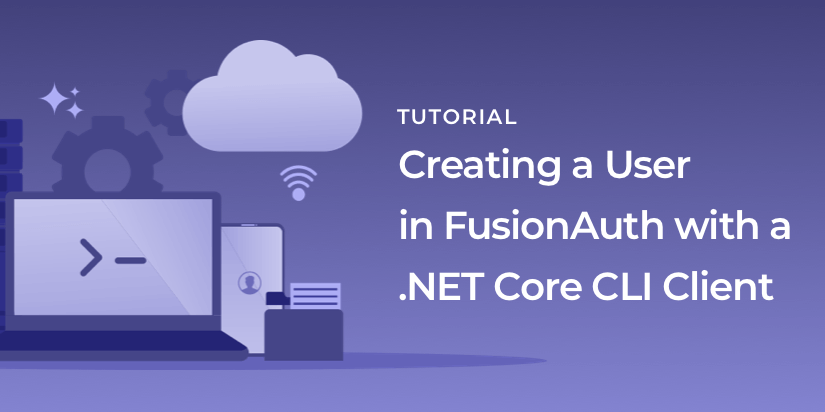 TUTORIAL
Creating a User
in FusionAuth with a
.NET Core CLI Client